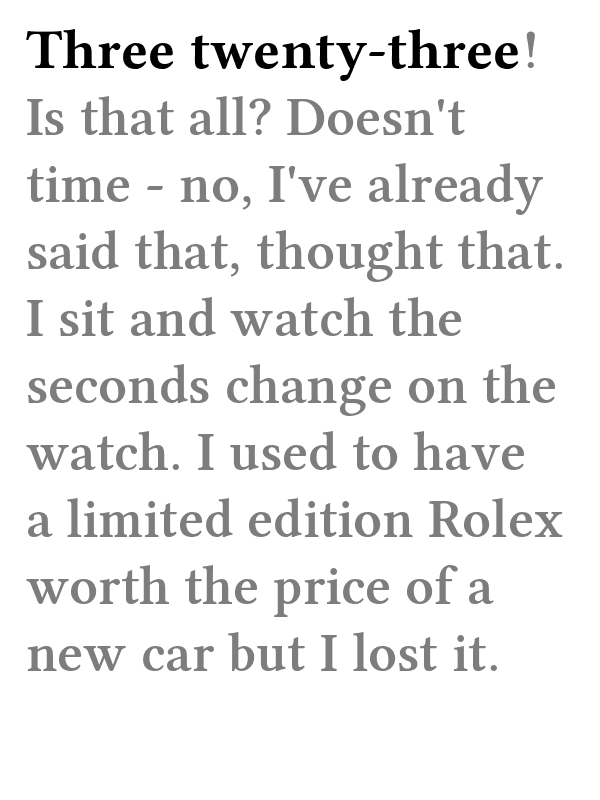 Three twenty-three!
Is that all? Doesn't
time - no, I've already
said that, thought that.
I sit and watch the
seconds change on the
watch. I used to have
a limited edition Rolex
worth the price of a
new car but I lost it.